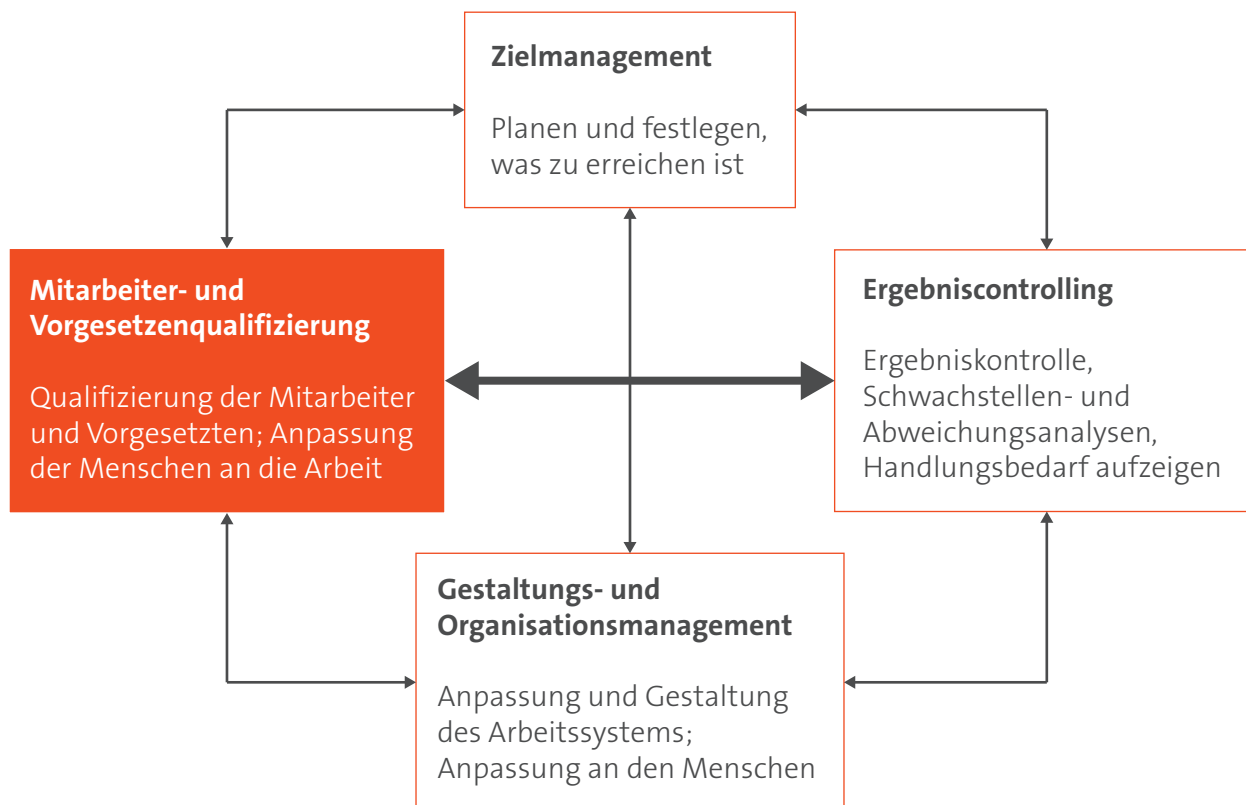 Zielmanagement
Planen und festlegen,
was zu erreichen ist
Mitarbeiter- und
Vorgesetzenqualifizierung
Qualifizierung der Mitarbeiter
und Vorgesetzten; Anpassung
der Menschen an die Arbeit
Ergebniscontrolling
Ergebniskontrolle,
Schwachstellen- und
Abweichungsanalysen,
Handlungsbedarf aufzeigen
Gestaltungs- und
Organisationsmanagement
Anpassung und Gestaltung
des Arbeitssystems;
Anpassung an den Menschen